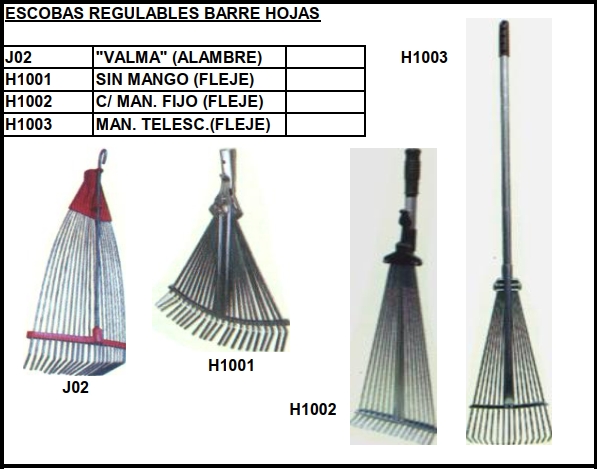 ESCOBAS REGULABLES BARRE HOJAS
J02 "VALMA" (ALAMBRE)
H1001 SIN MANGO (FLEJE)
H1002 C/ MAN. FIJO (FLEJE)
H1003 MAN. TELESC.(FLEJE)
H1003
J02
H1001
H1002